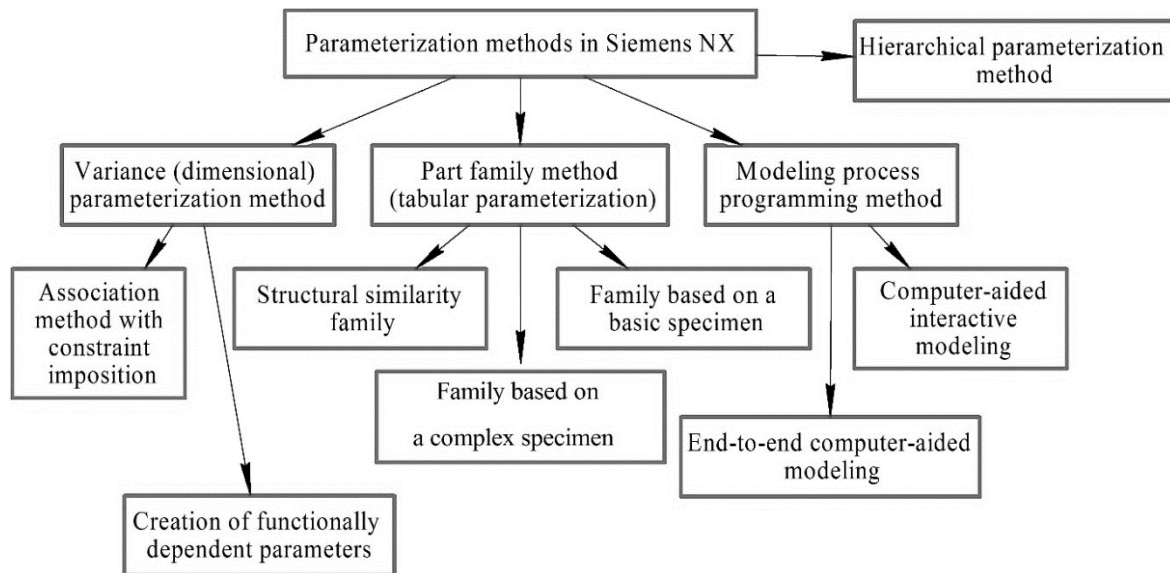 Parameterization methods in Siemens NX
Hierarchical parameterization
method
Variance (dimensional)
parameterization method
Part family method
(tabular parameterization)
Modeling process
programming method
Association
method with
constraint
imposition
Structural similarity
family
Family based on a
basic specimen
Computer-aided
interactive
modeling
Family based on
a complex specimen
End-to-end computer-aided
modeling
Creation of functionally
dependent parameters